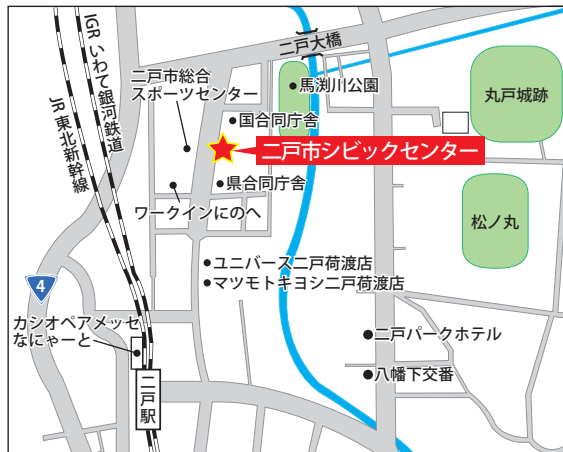 IGR いわて銀河鉄道
JR 東北新幹線
二戸大橋
二戸市総合
スポーツセンター
馬渕川公園
国合同庁舎
丸戸城跡
二戸市シビックセンター
県合同庁舎
ワークインにのへ
松ノ丸
ユニバース二戸荷渡店
マツモトキヨシ二戸荷渡店
4
カシオペアメッセ
なにゃーと
二戸パークホテル
八幡下交番
二戸駅